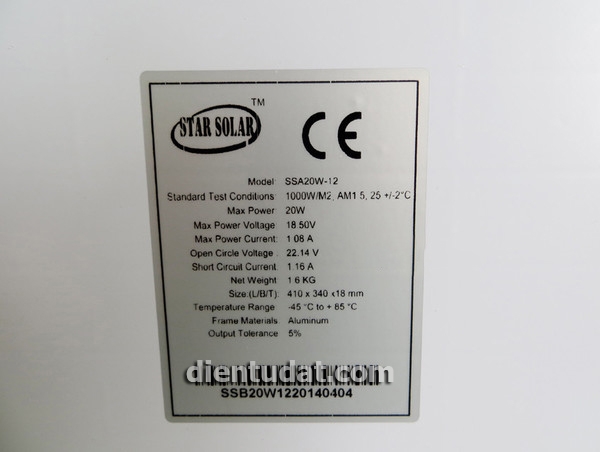 TM
STAR SOLAR
CE
Model: SSA20W-12
Standard Test Conditions: 1000W/M2, AM1.5, 25 +/-2°C
Max Power: 20W
Max Power Voltage: 18.50V
Max Power Current: 1.08 A
Open Circle Voltage: 22.14 V
Short Circuit Current: 1.16 A
Net Weight: 1.6 KG
Size:(L/B/T): 410 x 340 x18 mm
Temperature Range: -45 °C to + 85 °C
Frame Materials: Aluminum
Output Tolerance: 5%
dientudat.com
SSB20W1220140404